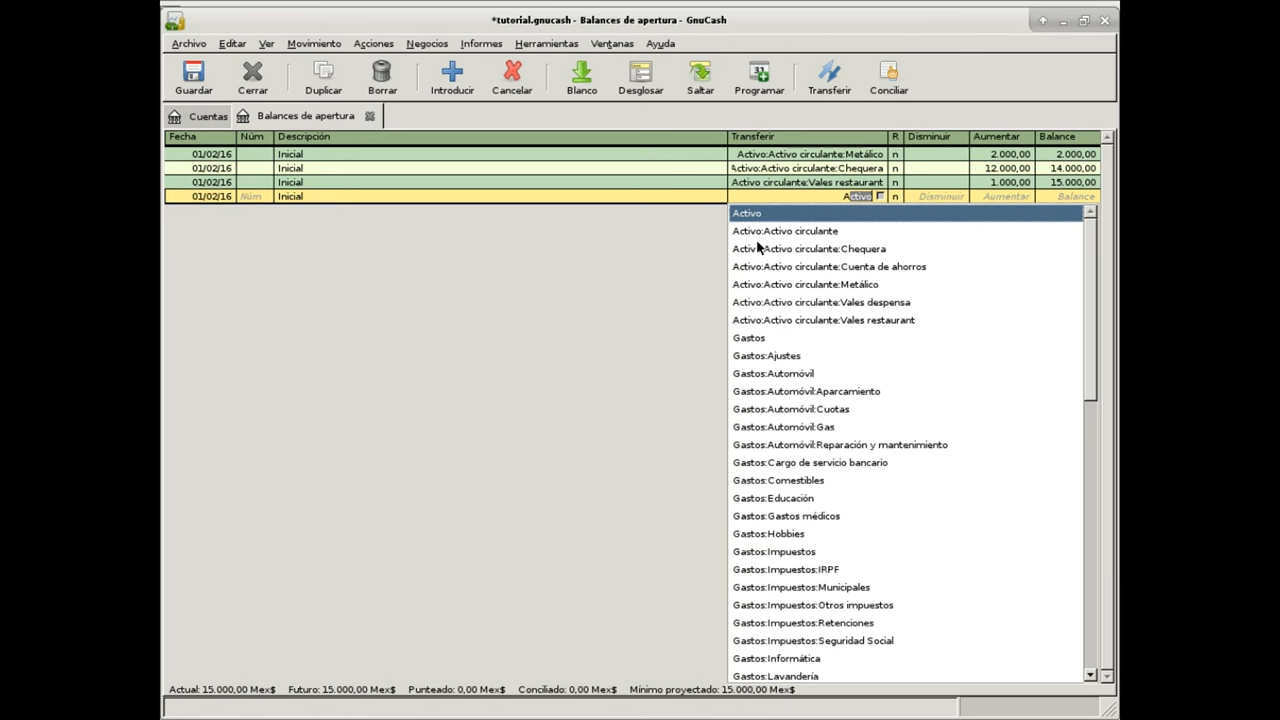 *tutorial.gnucash - Balances de apertura - GnuCash
Archivo Editar Ver Movimiento Acciones Negocios Informes Herramientas Ventanas Ayuda
Guardar Cerrar Duplicar Borrar Introducir Cancelar Blanco Desglosar Saltar Programar Transferir Conciliar
Cuentas Balances de apertura
Fecha Núm Descripción Transferir R Disminuir Aumentar Balance
01/02/16 Inicial Activo:Activo circulante:Metálico n 2.000,00 2.000,00
01/02/16 Inicial Activo:Activo circulante:Chequera n 12.000,00 14.000,00
01/02/16 Inicial Activo circulante:Vales restaurant n 1.000,00 15.000,00
01/02/16 Núm Inicial Activo n Disminuir Aumentar Balance
Activo
Activo:Activo circulante
Activo:Activo circulante:Chequera
Activo:Activo circulante:Cuenta de ahorros
Activo:Activo circulante:Metálico
Activo:Activo circulante:Vales despensa
Activo:Activo circulante:Vales restaurant
Gastos
Gastos:Ajustes
Gastos:Automóvil
Gastos:Automóvil:Aparcamiento
Gastos:Automóvil:Cuotas
Gastos:Automóvil:Gas
Gastos:Automóvil:Reparación y mantenimiento
Gastos:Cargo de servicio bancario
Gastos:Comestibles
Gastos:Educación
Gastos:Gastos médicos
Gastos:Hobbies
Gastos:Impuestos
Gastos:Impuestos:IRPF
Gastos:Impuestos:Municipales
Gastos:Impuestos:Otros impuestos
Gastos:Impuestos:Retenciones
Gastos:Impuestos:Seguridad Social
Gastos:Informática
Gastos:Lavandería
Actual: 15.000,00 Mex$ Futuro: 15.000,00 Mex$ Punteado: 0,00 Mex$ Conciliado: 0,00 Mex$ Mínimo proyectado: 15.000,00 Mex$